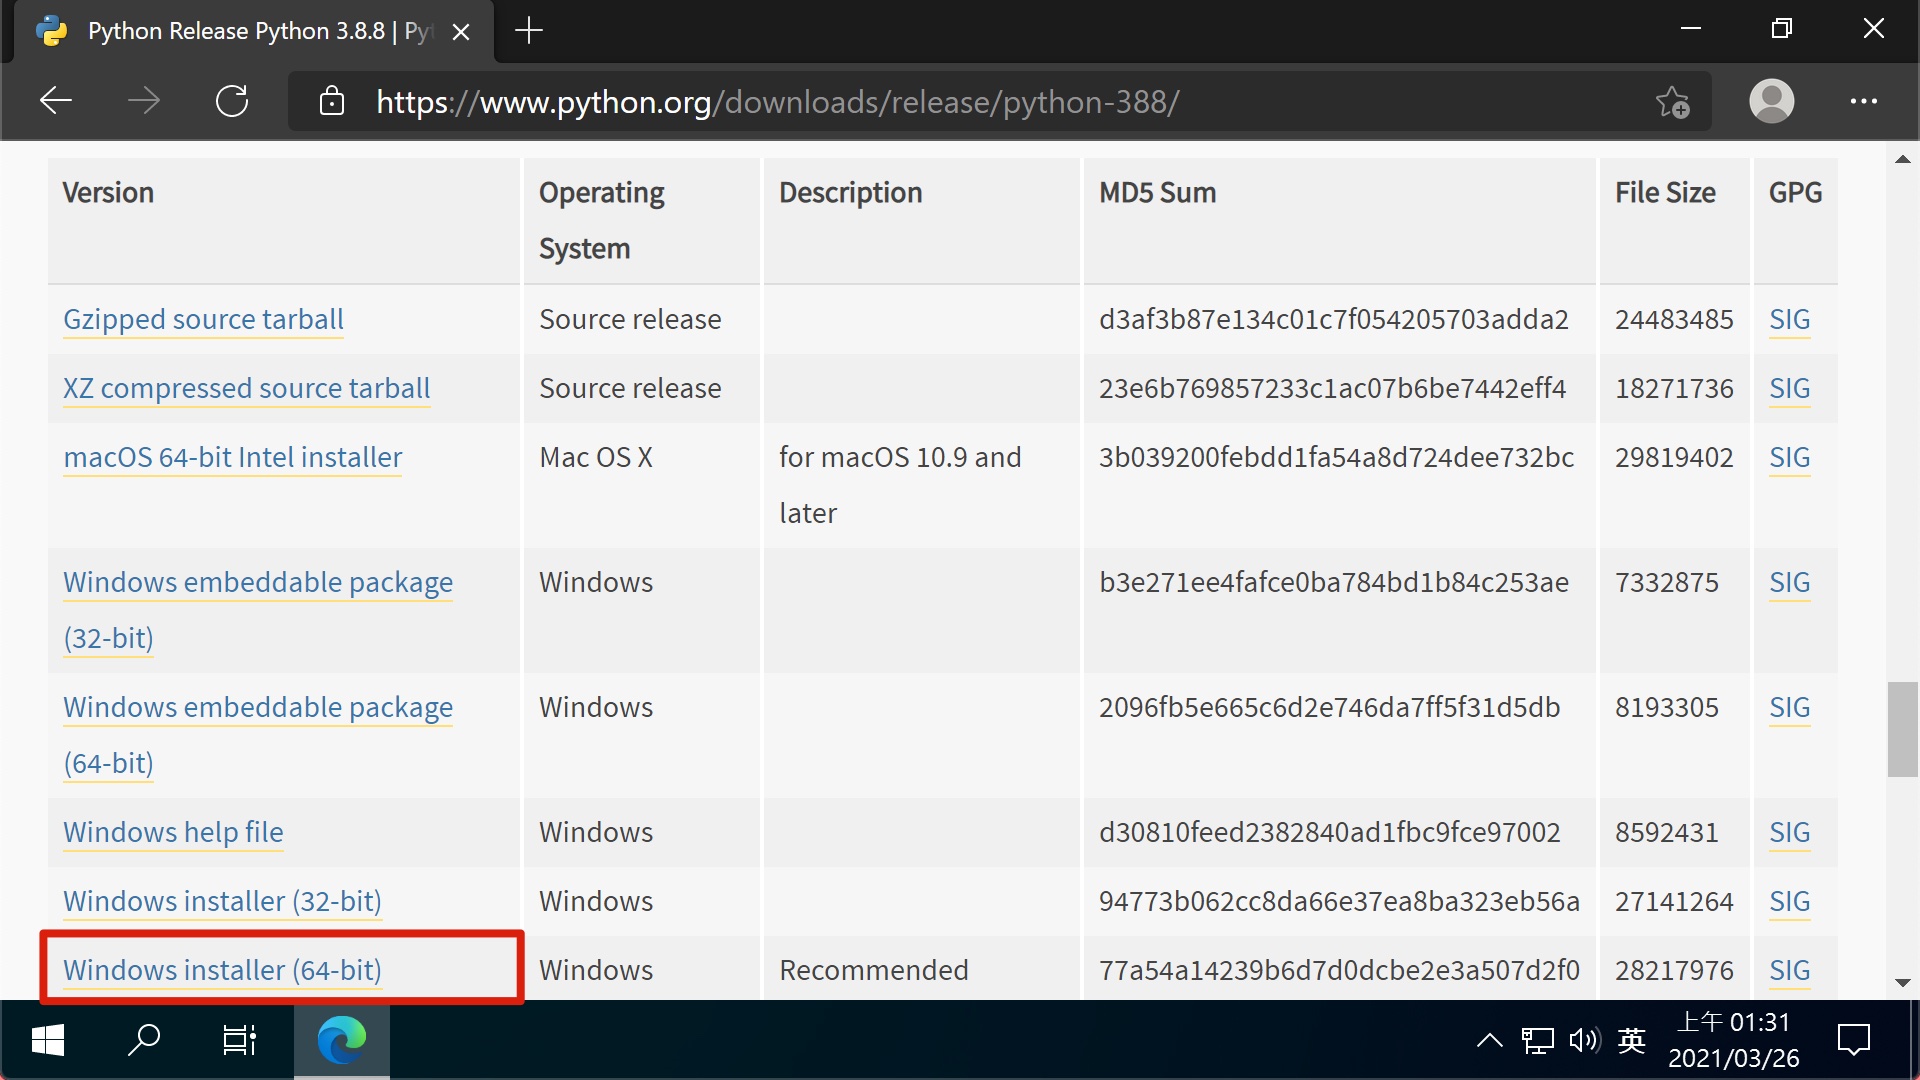 Python Release Python 3.8.8 | Py
https://www.python.org/downloads/release/python-388/
Version Operating System Description MD5 Sum File Size GPG
Gzipped source tarball Source release d3af3b87e134c01c7f054205703adda2 24483485 SIG
XZ compressed source tarball Source release 23e6b769857233c1ac07b6be7442eff4 18271736 SIG
macOS 64-bit Intel installer Mac OS X for macOS 10.9 and later 3b039200febdd1fa54a8d724dee732bc 29819402 SIG
Windows embeddable package (32-bit) Windows b3e271ee4fafce0ba784bd1b84c253ae 7332875 SIG
Windows embeddable package (64-bit) Windows 2096fb5e665c6d2e746da7ff5f31d5db 8193305 SIG
Windows help file Windows d30810feed2382840ad1fbc9fce97002 8592431 SIG
Windows installer (32-bit) Windows 94773b062cc8da66e37ea8ba323eb56a 27141264 SIG
Windows installer (64-bit) Windows Recommended 77a54a14239b6d7d0dcbe2e3a507d2f0 28217976 SIG
英
上午 01:31
2021/03/26